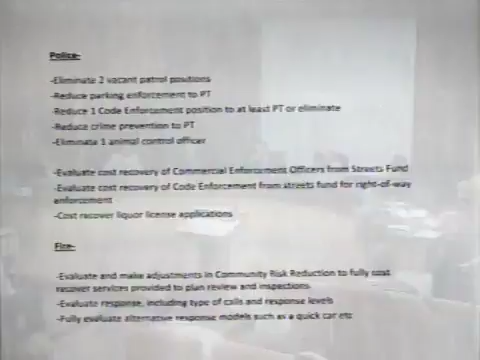 Police-
-Eliminate 2 vacant patrol positions
-Reduce parking enforcement to PT
-Reduce 1 Code Enforcement position to at least PT or eliminate
-Reduce crime prevention to PT
-Eliminate 1 animal control officer
-Evaluate cost recovery of Commercial Enforcement Officers from Streets Fund
-Evaluate cost recovery of Code Enforcement from streets fund for right-of-way
enforcement
-Cost recover liquor license applications
Fire-
-Evaluate and make adjustments in Community Risk Reduction to fully cost
recover services provided to plan review and inspections
-Evaluate response, including type of calls and response levels
-Fully evaluate alternative response models such as a quick car etc